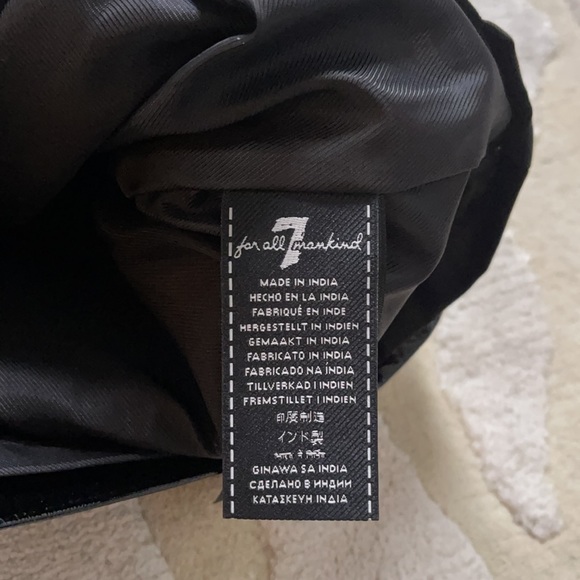 7
for all mankind
MADE IN INDIA
HECHO EN LA INDIA
FABRIQUÉ EN INDE
HERGESTELLT IN INDIEN
GEMAAKT IN INDIA
FABRICATO IN INDIA
FABRICADO NA ÍNDIA
TILLVERKAD I INDIEN
FREMSTILLET I INDIEN
印度制造
インド製
GINAWA SA INDIA
СДЕЛАНО В ИНДИИ
ΚΑΤΑΣΚΕΥΗ ΙΝΔΙΑ